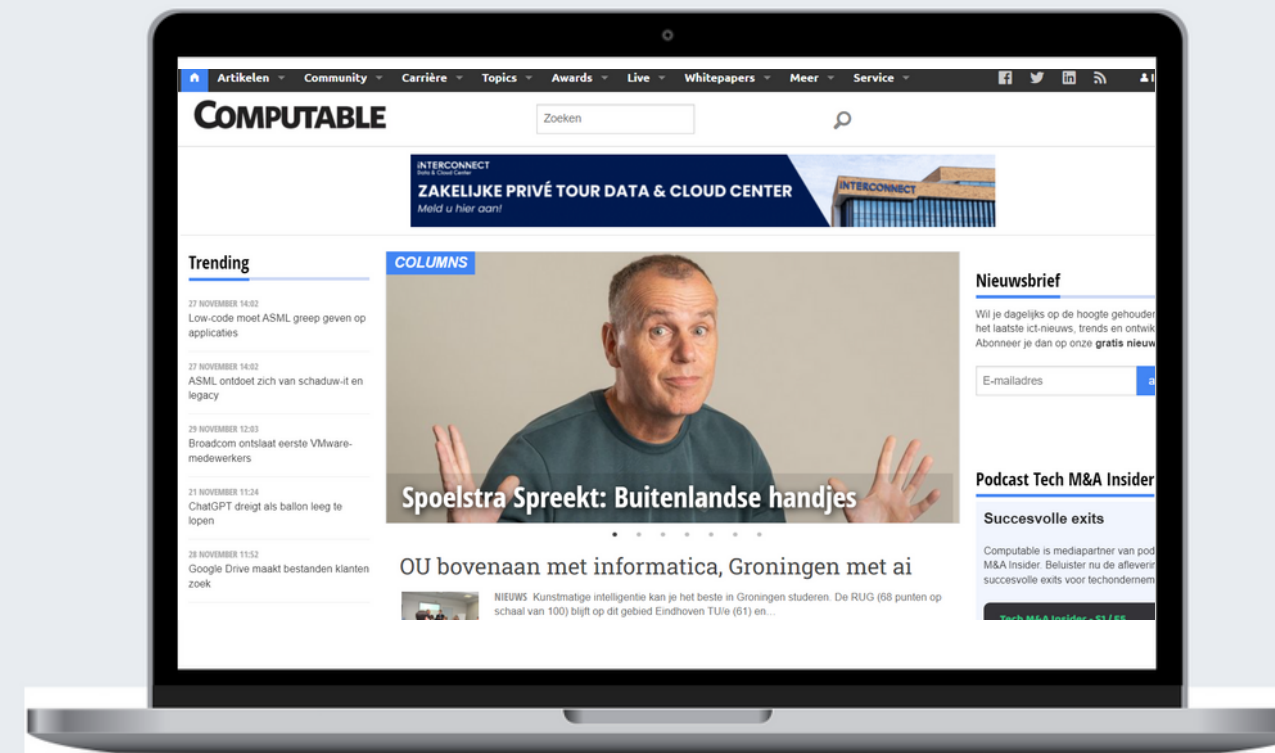 Artikelen Community Carrière Topics Awards Live Whitepapers Meer Service
COMPUTABLE
Zoeken
INTERCONNECT
Data & Cloud Center
ZAKELIJKE PRIVÉ TOUR DATA & CLOUD CENTER
Meld u hier aan!
INTERCONNECT
Trending
27 NOVEMBER 14:02
Low-code moet ASML greep geven op
applicaties
27 NOVEMBER 14:02
ASML ontdoet zich van schaduw-it en
legacy
29 NOVEMBER 12:03
Broadcom ontslaat eerste VMware-
medewerkers
21 NOVEMBER 11:24
ChatGPT dreigt als ballon leeg te
lopen
28 NOVEMBER 11:52
Google Drive maakt bestanden klanten
zoek
COLUMNS
Spoelstra Spreekt: Buitenlandse handjes
OU bovenaan met informatica, Groningen met ai
NIEUWS Kunstmatige intelligentie kan je het beste in Groningen studeren. De RUG (68 punten op
schaal van 100) blijft op dit gebied Eindhoven TU/e (61) en...
Nieuwsbrief
Wil je dagelijks op de hoogte gehouden
het laatste ict-nieuws, trends en ontwik
Abonneer je dan op onze gratis nieuw
E-mailadres
a
Podcast Tech M&A Insider
Succesvolle exits
Computable is mediapartner van pod
M&A Insider. Beluister nu de afleverin
succesvolle exits voor techondernem
Tech M&A Insider - S1 / E5